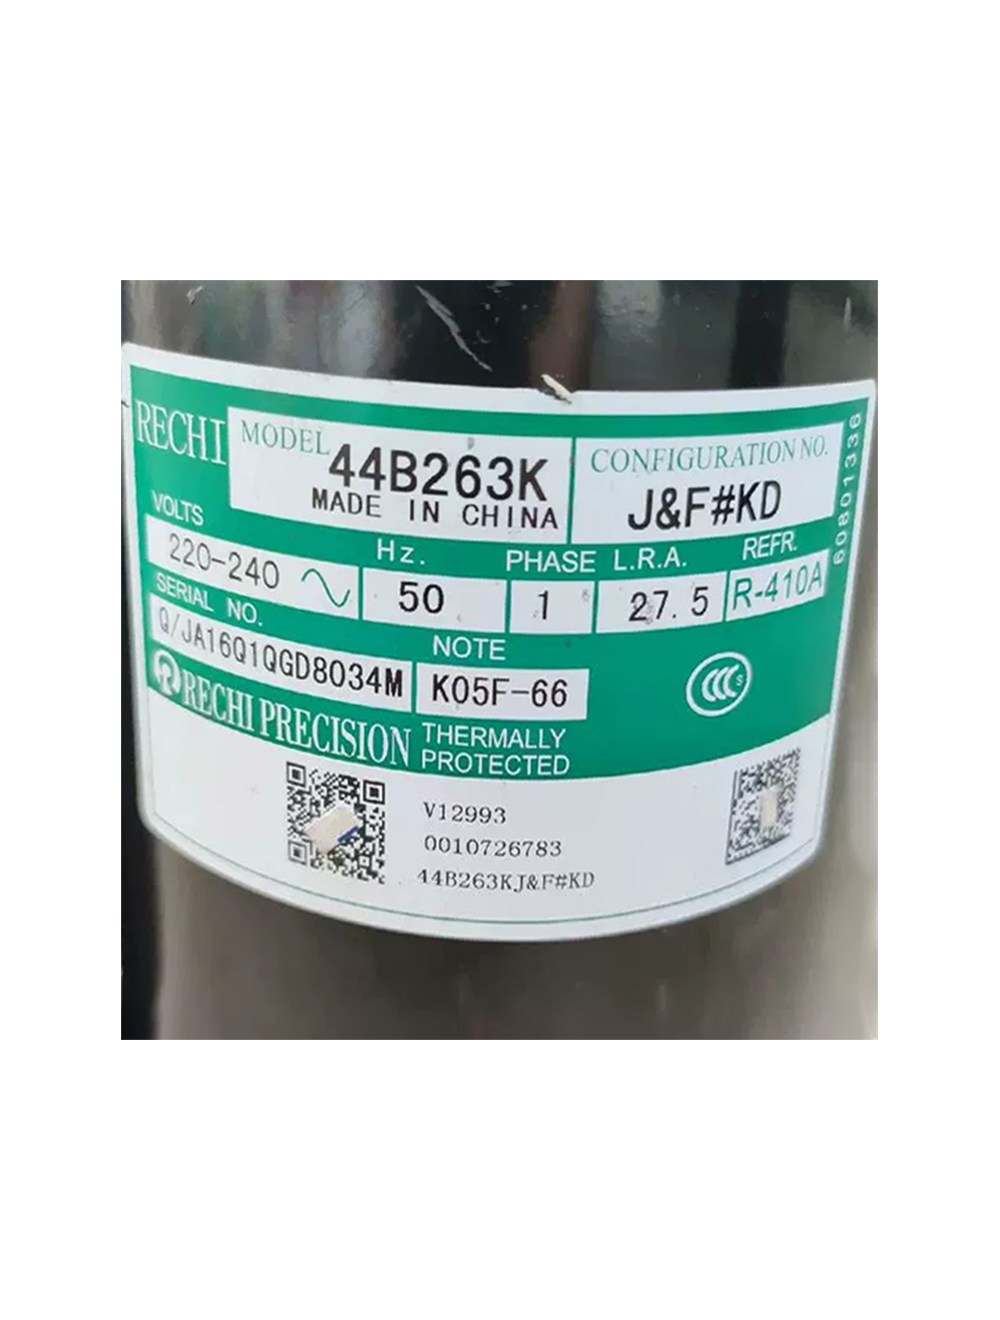 RECHI
MODEL 44B263K
MADE IN CHINA
CONFIGURATION NO.
J&F#KD
60801336
VOLTS
220-240
Hz.
50
PHASE
1
L.R.A.
27.5
REFR.
R-410A
SERIAL NO.
Q/JA16Q1QGD8034M
NOTE
K05F-66
CCC S
RECHI PRECISION
THERMALLY
PROTECTED
V12993
0010726783
44B263KJ&F#KD